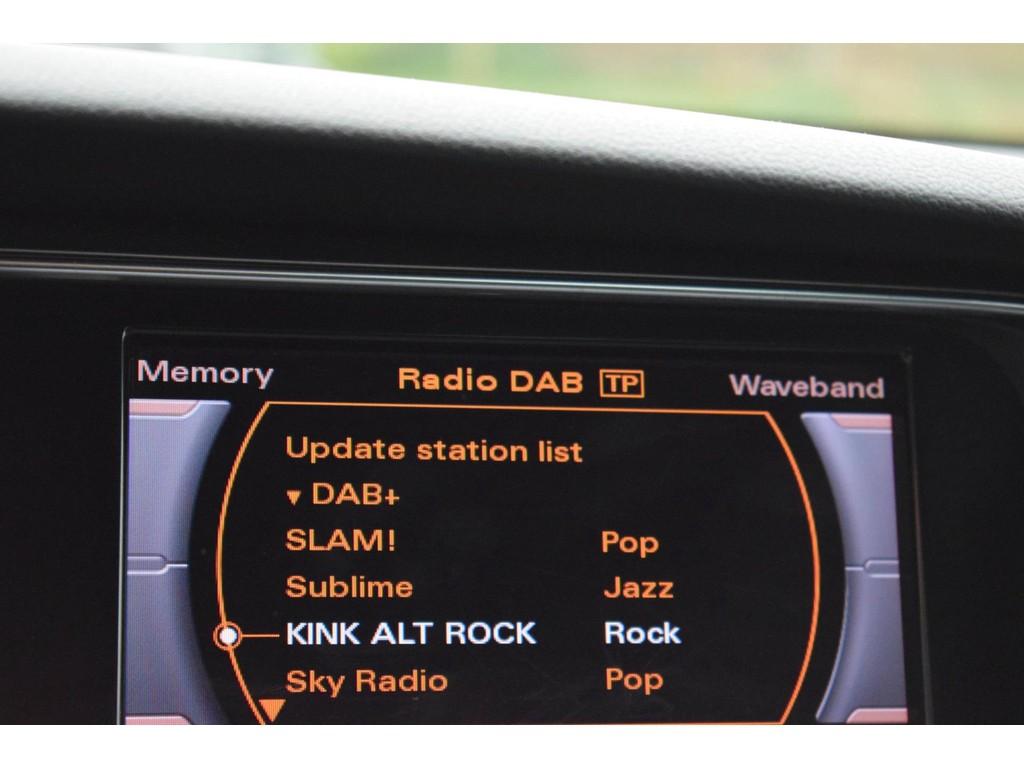 Memory Radio DAB TP Waveband
Update station list
▼ DAB+
SLAM! Pop
Sublime Jazz
KINK ALT ROCK Rock
Sky Radio Pop